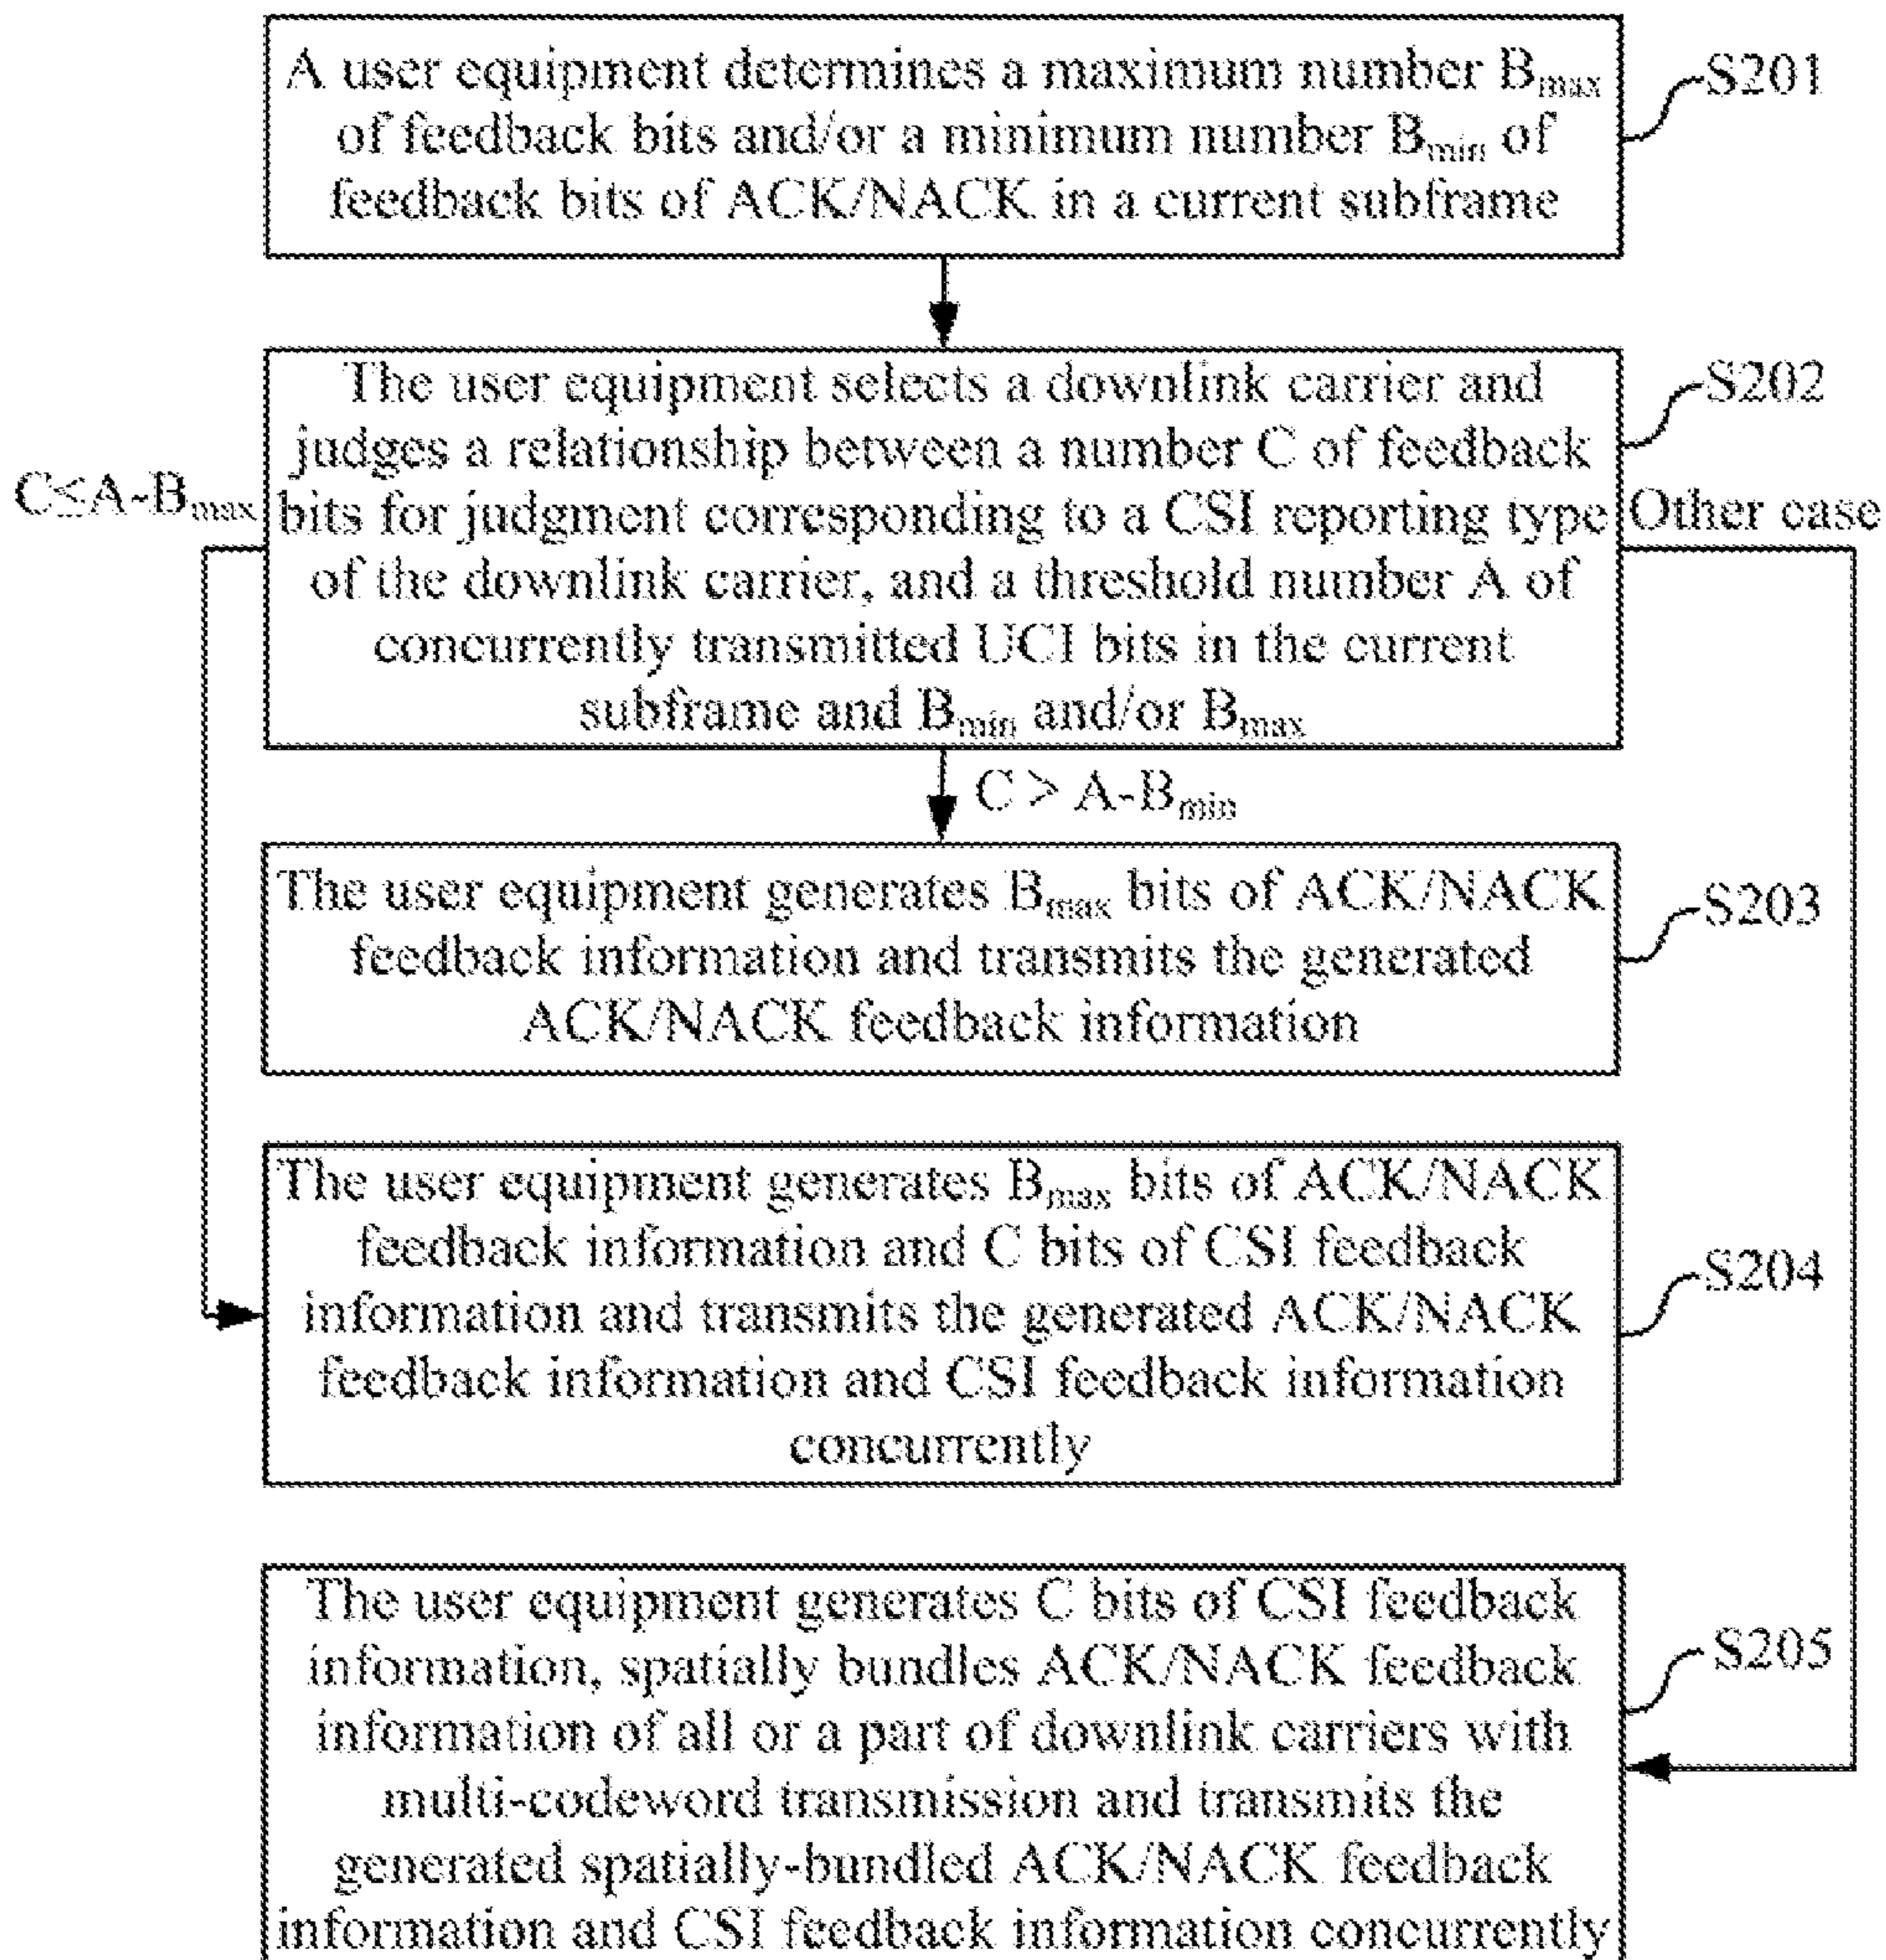 A user equipment determines a maximum number Bmax
of feedback bits and/or a minimum number Bmin of
feedback bits of ACK/NACK in a current subframe
S201
The user equipment selects a downlink carrier and
judges a relationship between a number C of feedback
bits for judgment corresponding to a CSI reporting type
of the downlink carrier, and a threshold number A of
concurrently transmitted UCI bits in the current
subframe and Bmin and/or Bmax
S202
C≤A-Bmax
Other case
C > A-Bmin
The user equipment generates Bmax bits of ACK/NACK
feedback information and transmits the generated
ACK/NACK feedback information
S203
The user equipment generates Bmax bits of ACK/NACK
feedback information and C bits of CSI feedback
information and transmits the generated ACK/NACK
feedback information and CSI feedback information
concurrently
S204
The user equipment generates C bits of CSI feedback
information, spatially bundles ACK/NACK feedback
information of all or a part of downlink carriers with
multi-codeword transmission and transmits the
generated spatially-bundled ACK/NACK feedback
information and CSI feedback information concurrently
S205